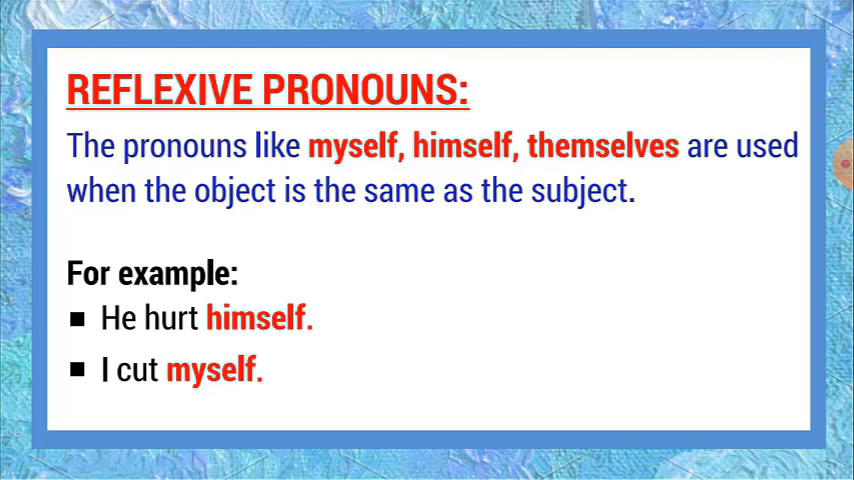 REFLEXIVE PRONOUNS:
The pronouns like myself, himself, themselves are used
when the object is the same as the subject.
For example:
▪ He hurt himself.
▪ I cut myself.